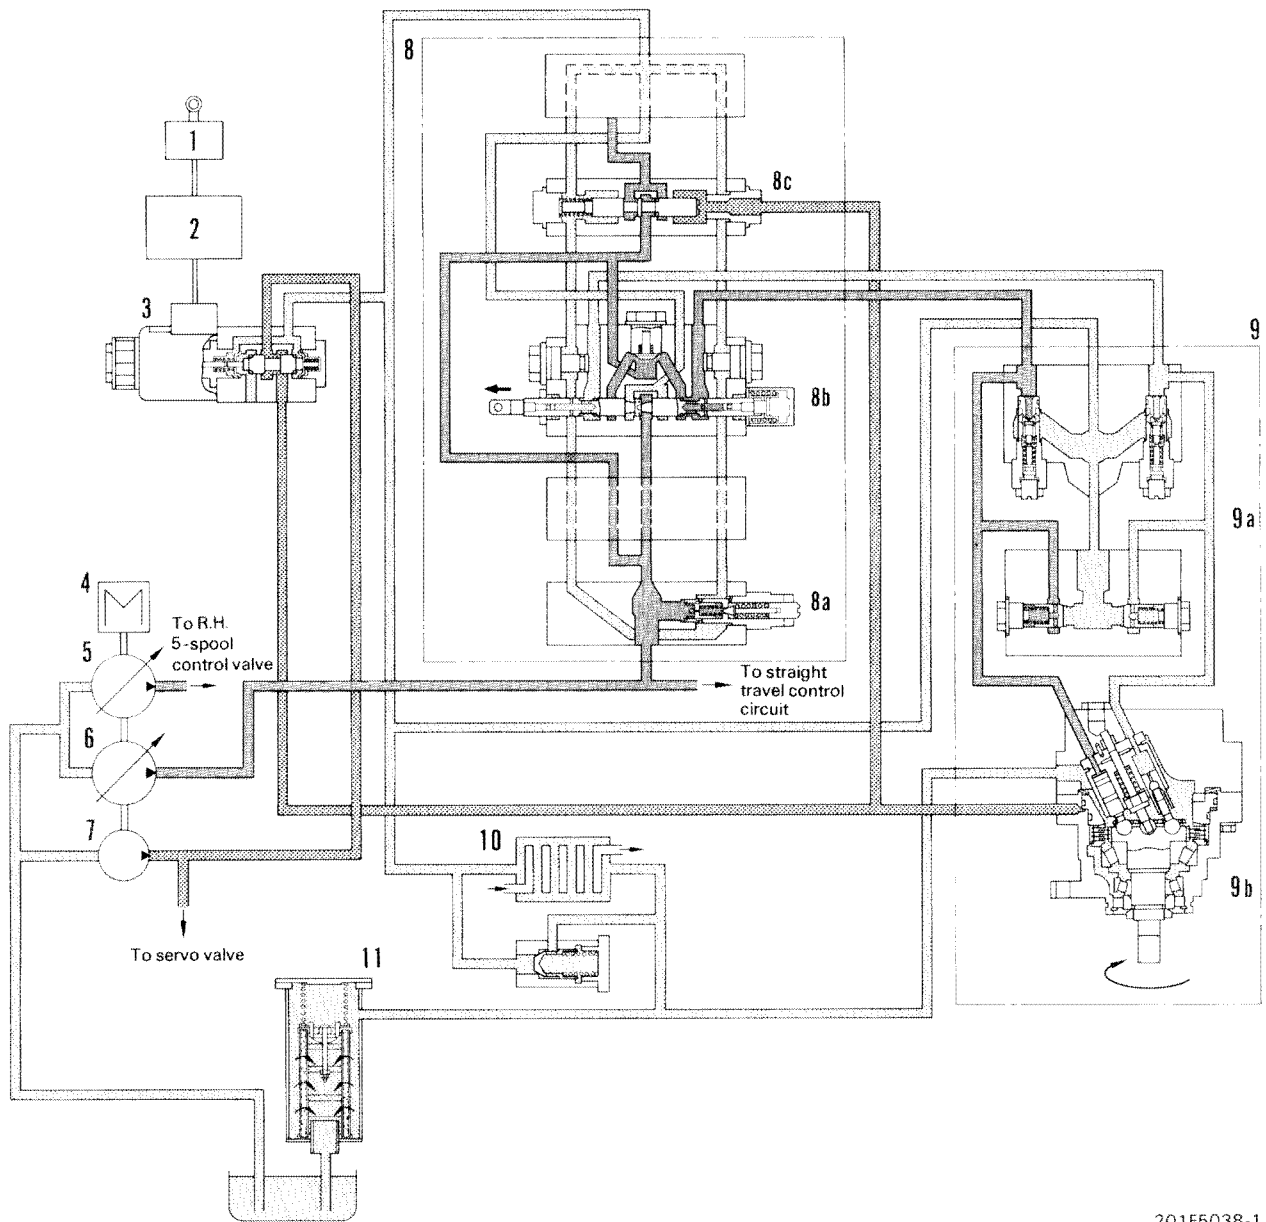 8
1
8c
2
3
9
8b
9a
4
8a
To R.H.
5-spool
control valve
5
To straight
travel control
circuit
6
7
10
9b
To servo valve
11
201F5038-1